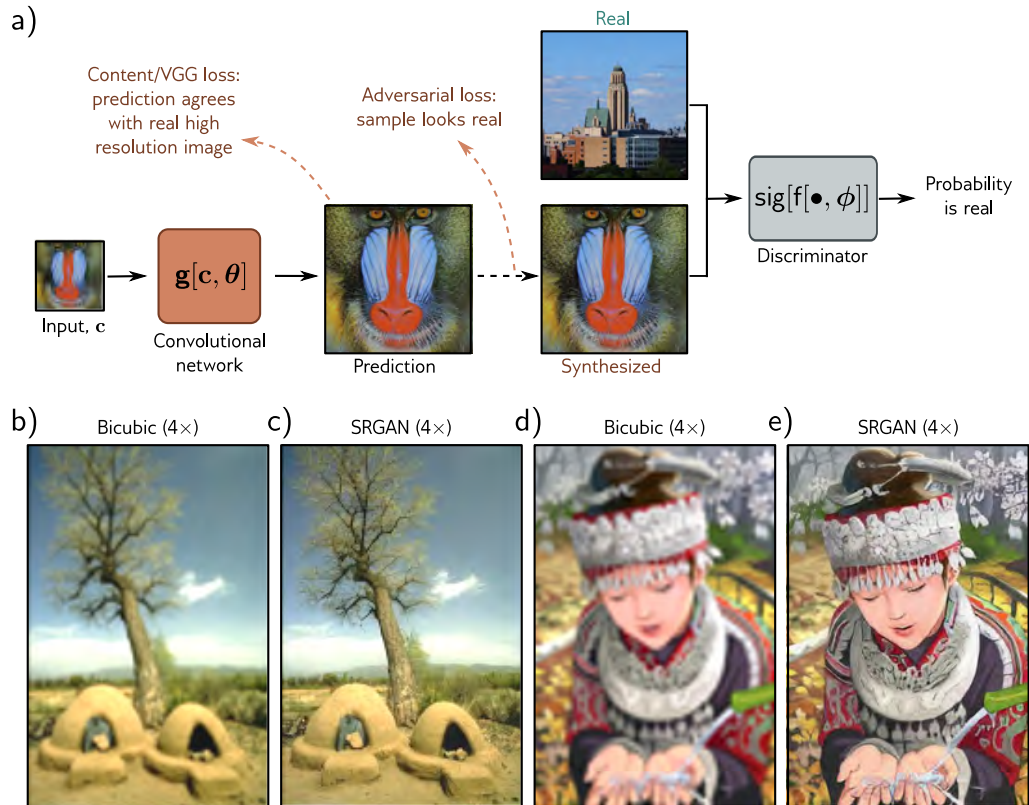 a)
Real
Content/VGG loss:
prediction agrees
with real high
resolution image
Adversarial loss:
sample looks real
sig[f[•, ϕ]]
Probability
is real
Discriminator
g[c, θ]
Input, c
Convolutional
network
Prediction
Synthesized
b)
Bicubic (4×)
c)
SRGAN (4×)
d)
Bicubic (4×)
e)
SRGAN (4×)